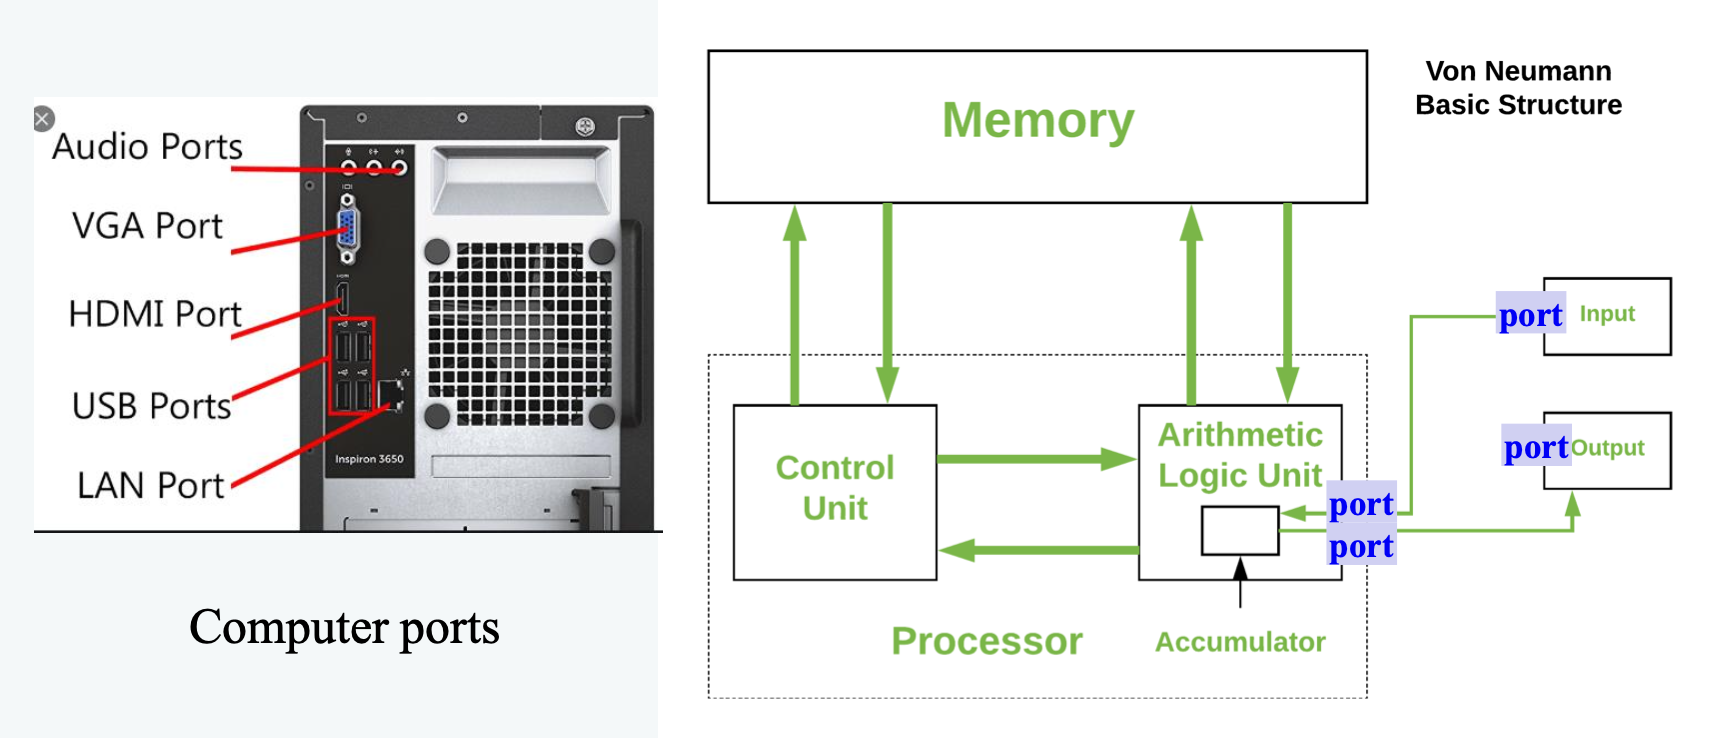 Audio Ports
VGA Port
HDMI Port
USB Ports
LAN Port
HDMI
Inspiron 3650
Computer ports
Von Neumann
Basic Structure
Memory
Control
Unit
Arithmetic
Logic Unit
port
port
Accumulator
Processor
port Input
port Output